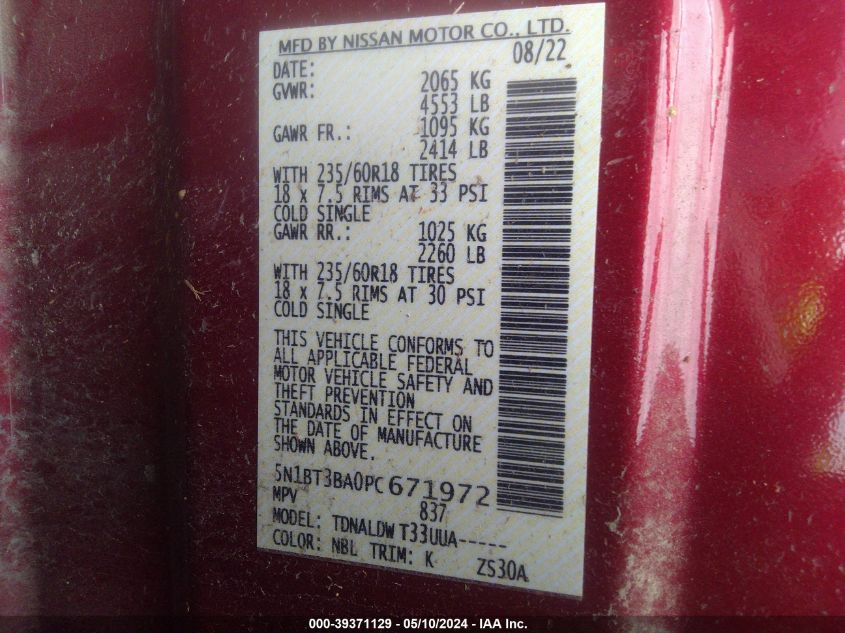 MFD BY NISSAN MOTOR CO., LTD.
DATE: 08/22
GVWR: 2065 KG
4553 LB
GAWR FR.: 1095 KG
2414 LB
WITH 235/60R18 TIRES
18 x 7.5 RIMS AT 33 PSI
COLD SINGLE
GAWR RR.: 1025 KG
2260 LB
WITH 235/60R18 TIRES
18 x 7.5 RIMS AT 30 PSI
COLD SINGLE
THIS VEHICLE CONFORMS TO
ALL APPLICABLE FEDERAL
MOTOR VEHICLE SAFETY AND
THEFT PREVENTION
STANDARDS IN EFFECT ON
THE DATE OF MANUFACTURE
SHOWN ABOVE.
5N1BT3BA0PC671972
MPV 837
MODEL: TDNALDW T33UUA-----
COLOR: NBL TRIM: K ZS30A
000-39371129 - 05/10/2024 - IAA Inc.